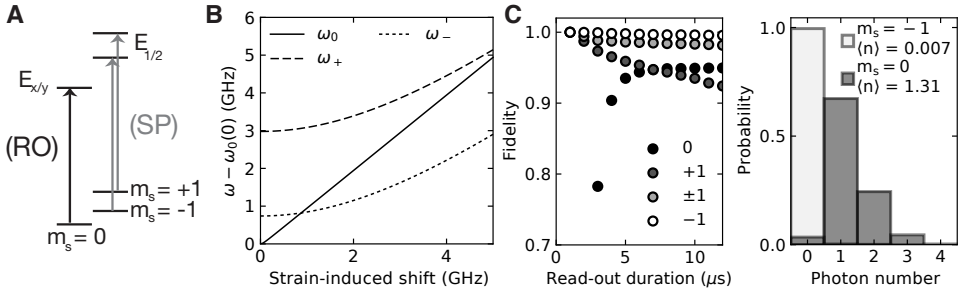 A
E₁/₂
Eₓ/ᵧ
(RO)
(SP)
mₛ = +1
mₛ = -1
mₛ = 0
B
ω₀
ω₋
ω₊
ω − ω₀(0) (GHz)
5
4
3
2
1
0
0
2
4
Strain-induced shift (GHz)
C
Fidelity
1.0
0.9
0.8
0.7
0
+1
±1
−1
0
5
10
Read-out duration (μs)
Probability
1.0
0.5
0.0
mₛ = −1
⟨n⟩ = 0.007
mₛ = 0
⟨n⟩ = 1.31
0
1
2
3
4
Photon number